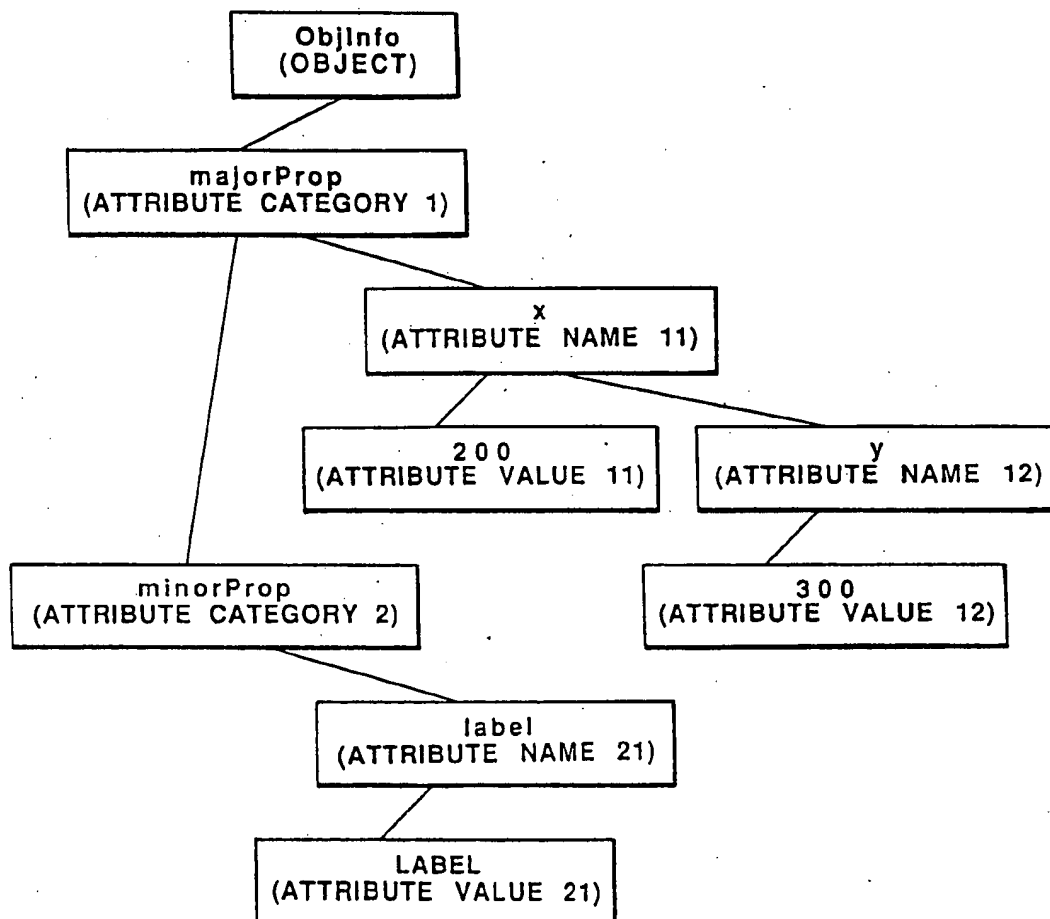 ObjInfo
(OBJECT)
majorProp
(ATTRIBUTE CATEGORY 1)
x
(ATTRIBUTE NAME 11)
200
(ATTRIBUTE VALUE 11)
y
(ATTRIBUTE NAME 12)
minorProp
(ATTRIBUTE CATEGORY 2)
300
(ATTRIBUTE VALUE 12)
label
(ATTRIBUTE NAME 21)
LABEL
(ATTRIBUTE VALUE 21)